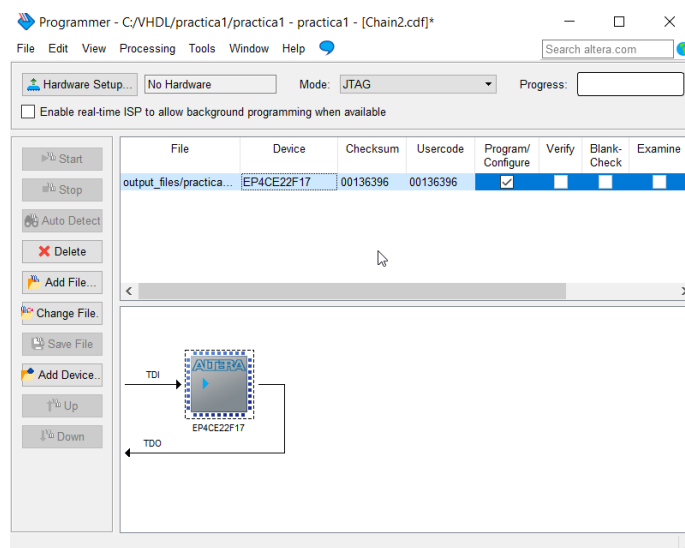 Programmer - C:/VHDL/practica1/practica1 - practica1 - [Chain2.cdf]*
File Edit View Processing Tools Window Help
Search altera.com
Hardware Setup... No Hardware Mode: JTAG Progress:
Enable real-time ISP to allow background programming when available
Start
Stop
Auto Detect
Delete
Add File...
Change File.
Save File
Add Device..
Up
Down
File Device Checksum Usercode Program/ Verify Blank- Examine
Configure Check
output_files/practica... EP4CE22F17 00136396 00136396
TDI
ALTERA
EP4CE22F17
TDO